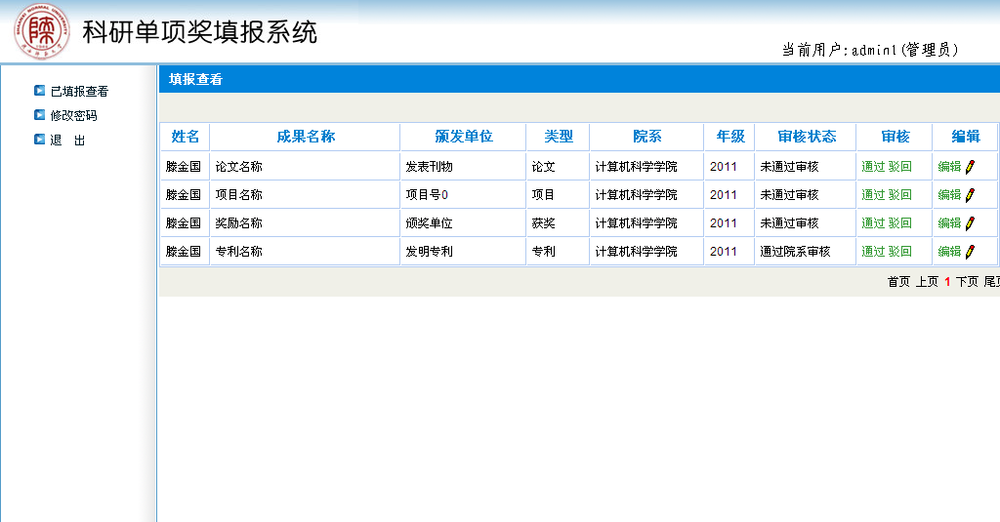 科研单项奖填报系统
当前用户:admin1(管理员)
已填报查看
修改密码
退 出
填报查看
姓名 成果名称 颁发单位 类型 院系 年级 审核状态 审核 编辑
滕金国 论文名称 发表刊物 论文 计算机科学学院 2011 未通过审核 通过 驳回 编辑
滕金国 项目名称 项目号0 项目 计算机科学学院 2011 未通过审核 通过 驳回 编辑
滕金国 奖励名称 颁奖单位 获奖 计算机科学学院 2011 未通过审核 通过 驳回 编辑
滕金国 专利名称 发明专利 专利 计算机科学学院 2011 通过院系审核 通过 驳回 编辑
首页 上页 1 下页 尾页